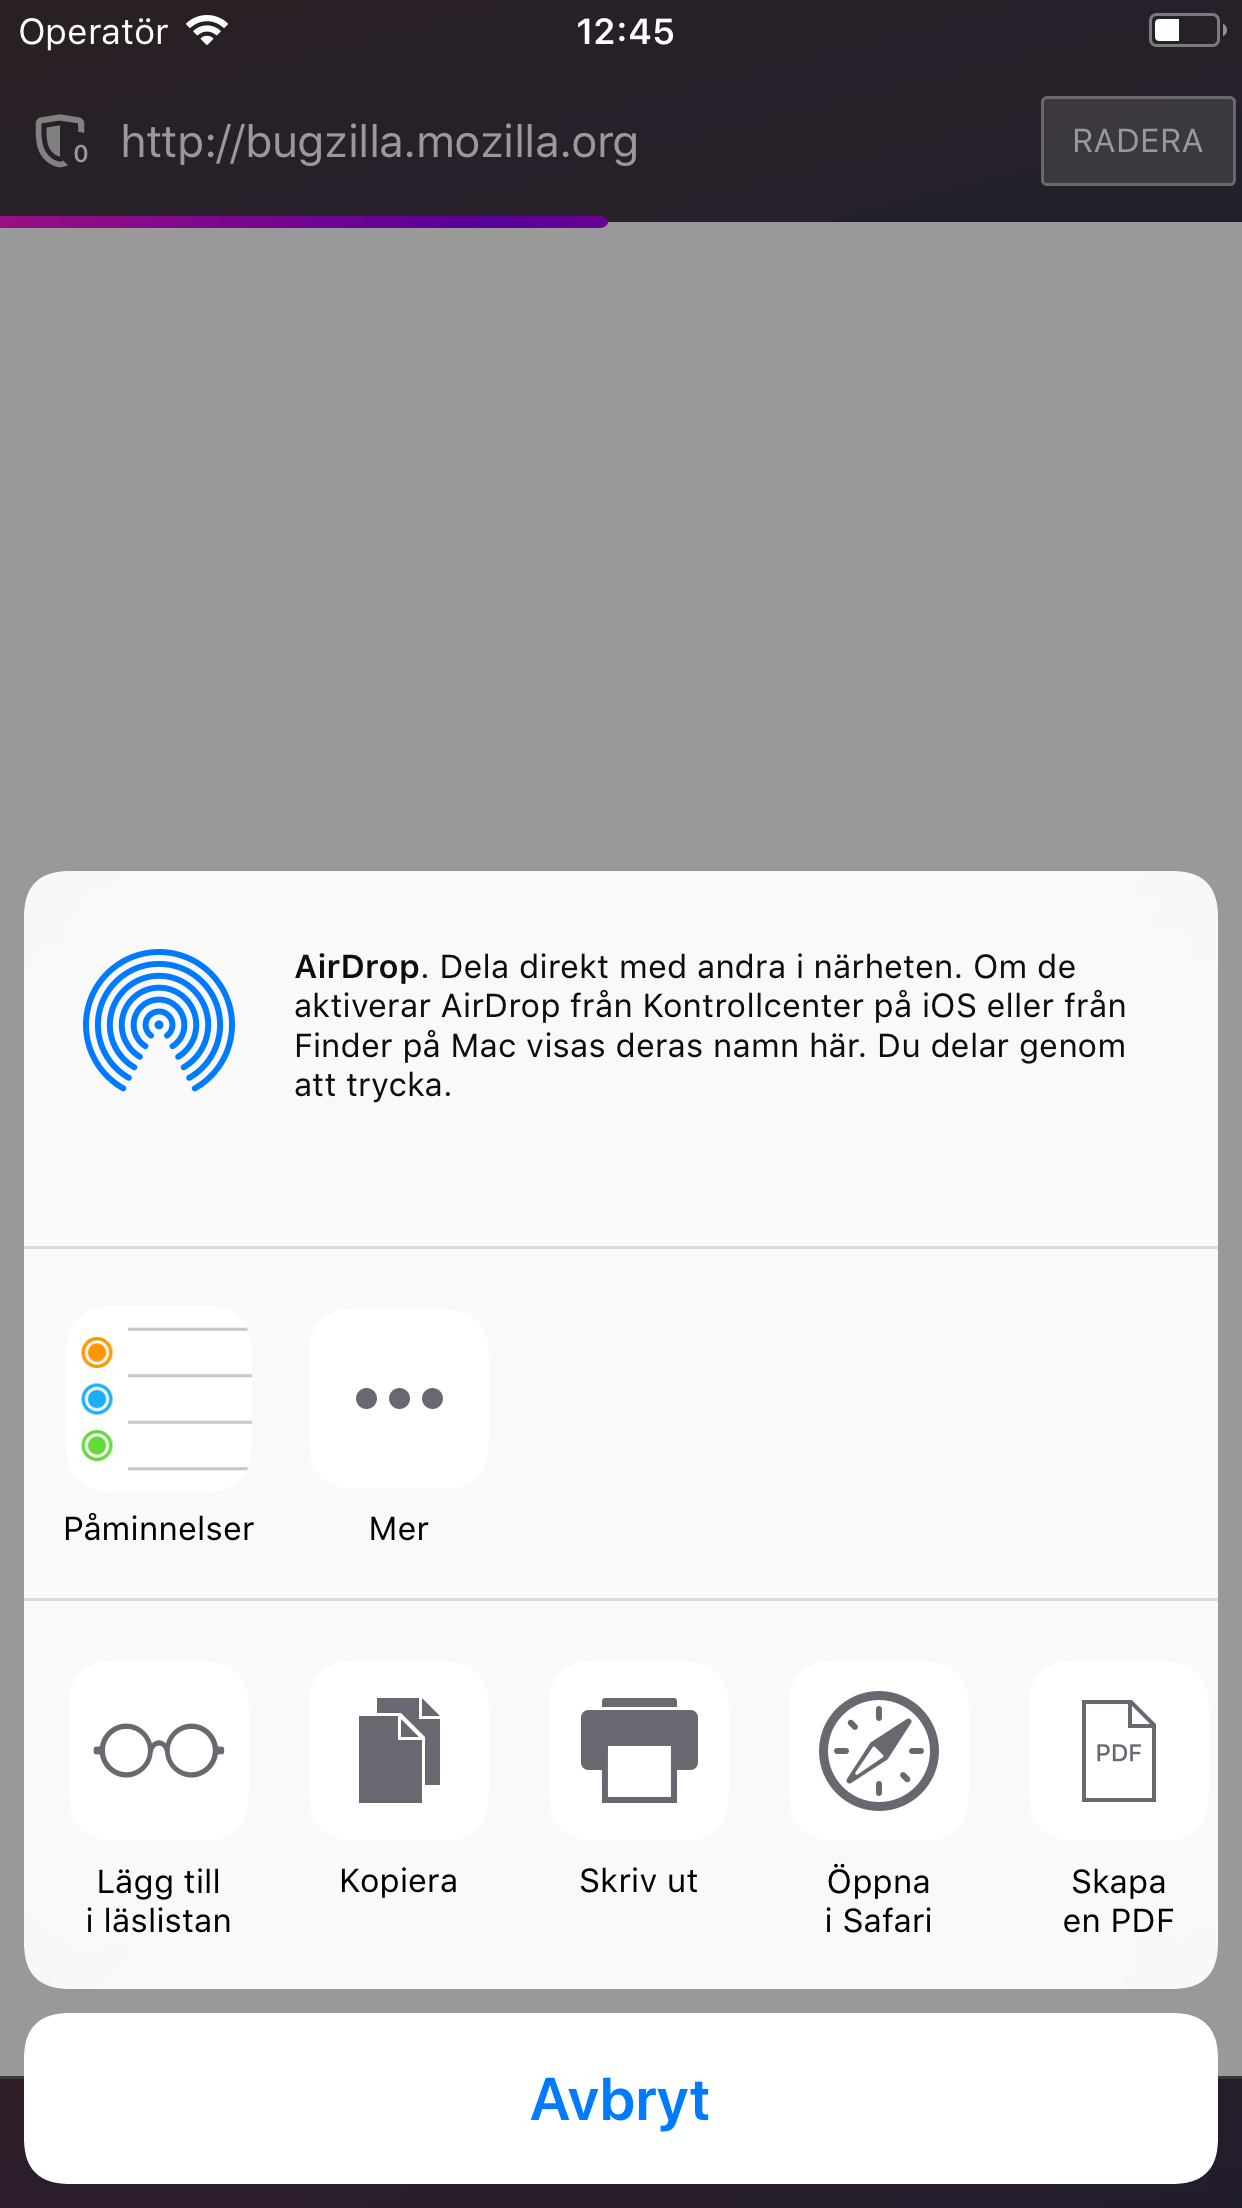 Operatör
12:45
0
http://bugzilla.mozilla.org
RADERA
AirDrop. Dela direkt med andra i närheten. Om de
aktiverar AirDrop från Kontrollcenter på iOS eller från
Finder på Mac visas deras namn här. Du delar genom
att trycka.
Påminnelser
Mer
Lägg till
i läslistan
Kopiera
Skriv ut
Öppna
i Safari
PDF
Skapa
en PDF
Avbryt